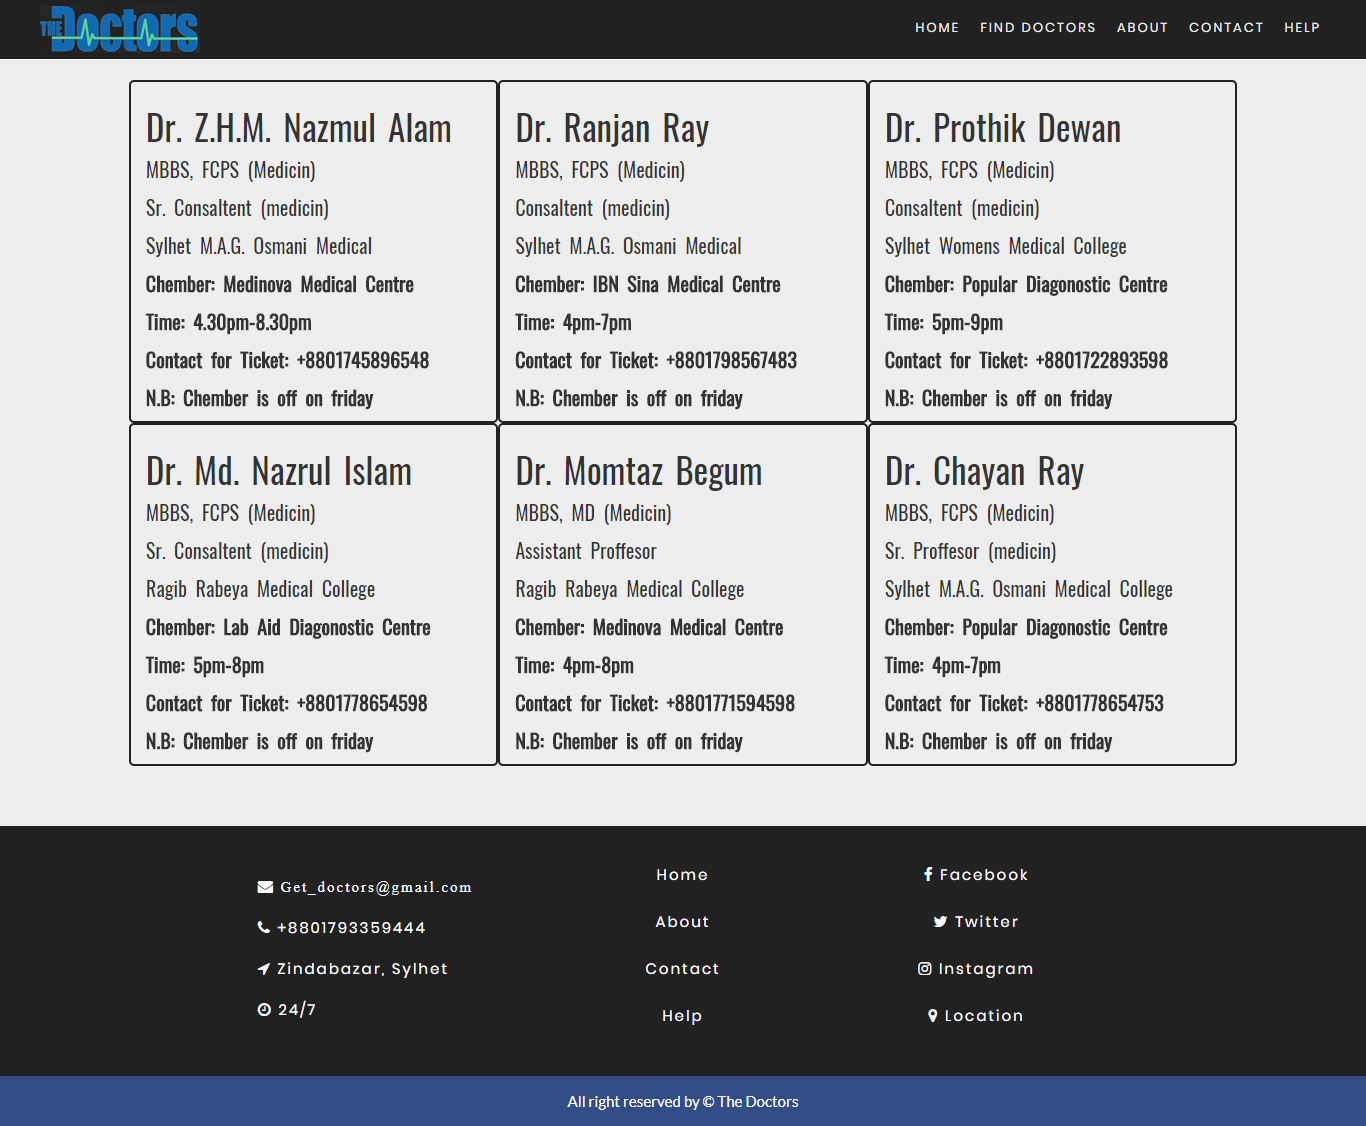 THE Doctors
HOME FIND DOCTORS ABOUT CONTACT HELP
Dr. Z.H.M. Nazmul Alam
MBBS, FCPS (Medicin)
Sr. Consaltent (medicin)
Sylhet M.A.G. Osmani Medical
Chember: Medinova Medical Centre
Time: 4.30pm-8.30pm
Contact for Ticket: +8801745896548
N.B: Chember is off on friday
Dr. Ranjan Ray
MBBS, FCPS (Medicin)
Consaltent (medicin)
Sylhet M.A.G. Osmani Medical
Chember: IBN Sina Medical Centre
Time: 4pm-7pm
Contact for Ticket: +8801798567483
N.B: Chember is off on friday
Dr. Prothik Dewan
MBBS, FCPS (Medicin)
Consaltent (medicin)
Sylhet Womens Medical College
Chember: Popular Diagonostic Centre
Time: 5pm-9pm
Contact for Ticket: +8801722893598
N.B: Chember is off on friday
Dr. Md. Nazrul Islam
MBBS, FCPS (Medicin)
Sr. Consaltent (medicin)
Ragib Rabeya Medical College
Chember: Lab Aid Diagonostic Centre
Time: 5pm-8pm
Contact for Ticket: +8801778654598
N.B: Chember is off on friday
Dr. Momtaz Begum
MBBS, MD (Medicin)
Assistant Proffesor
Ragib Rabeya Medical College
Chember: Medinova Medical Centre
Time: 4pm-8pm
Contact for Ticket: +8801771594598
N.B: Chember is off on friday
Dr. Chayan Ray
MBBS, FCPS (Medicin)
Sr. Proffesor (medicin)
Sylhet M.A.G. Osmani Medical College
Chember: Popular Diagonostic Centre
Time: 4pm-7pm
Contact for Ticket: +8801778654753
N.B: Chember is off on friday
Get_doctors@gmail.com
+8801793359444
Zindabazar, Sylhet
24/7
Home
About
Contact
Help
Facebook
Twitter
Instagram
Location
All right reserved by © The Doctors